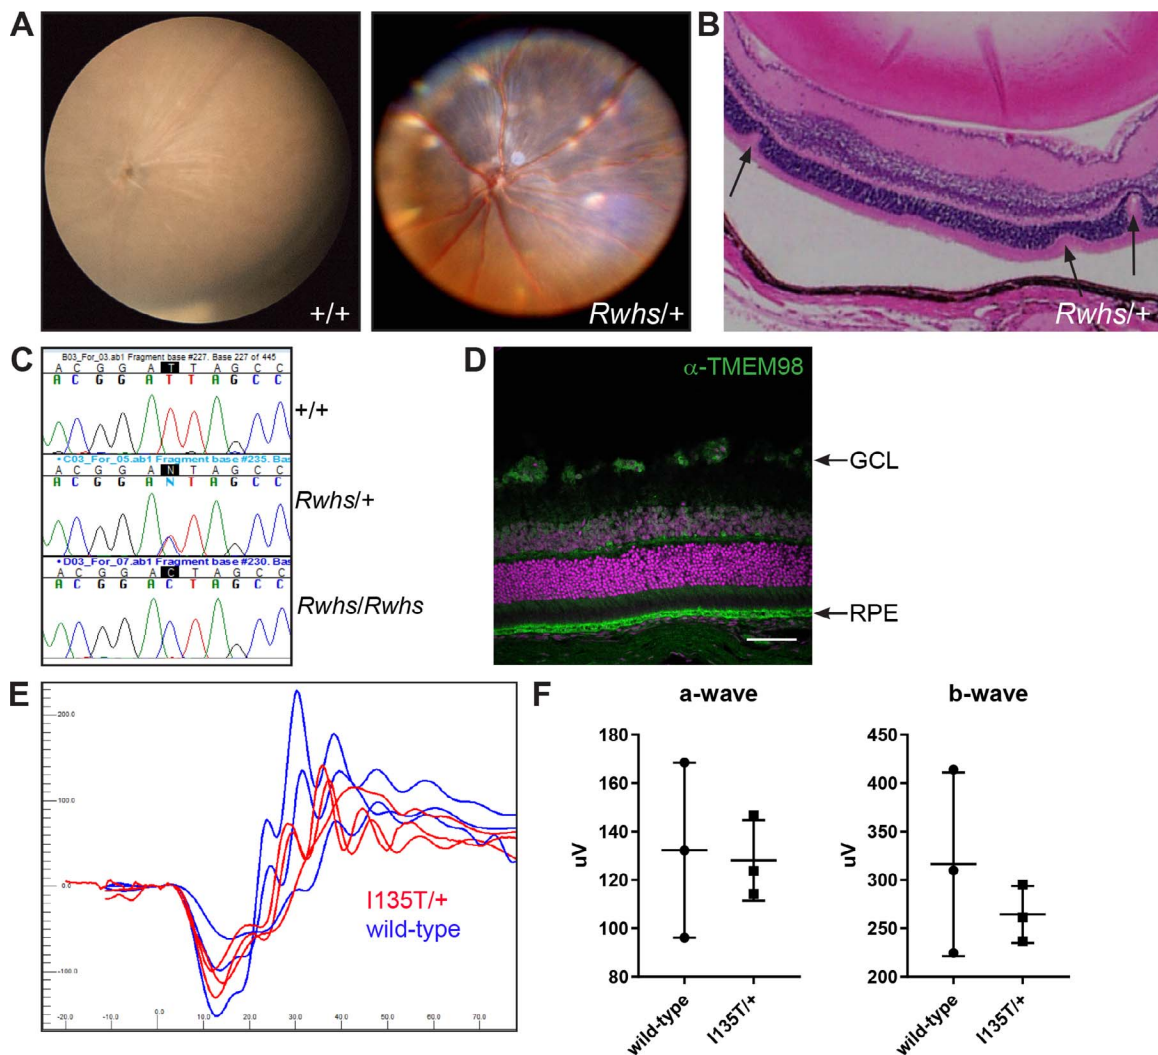 A
+/+
Rwhs/+
B
Rwhs/+
C
B03_For_03.ab1 Fragment base #227. Base 227 of 445
A C G G A T T A G C C
A C G G A T T A G C C
+/+
• C03_For_05.ab1 Fragment base #235. Bas
A C G G A N T A G C C
A C G G A N T A G C C
Rwhs/+
• D03_For_07.ab1 Fragment base #230. Bas
A C G G A C T A G C C
A C G G A C T A G C C
Rwhs/Rwhs
D
α-TMEM98
GCL
RPE
E
200.0
100.0
0.0
-100.0
-20.0 -10.0 0.0 10.0 20.0 30.0 40.0 50.0 60.0 70.0
I135T/+
wild-type
F
a-wave
uV
180
160
140
120
100
80
wild-type
I135T/+
b-wave
uV
450
400
350
300
250
200
wild-type
I135T/+